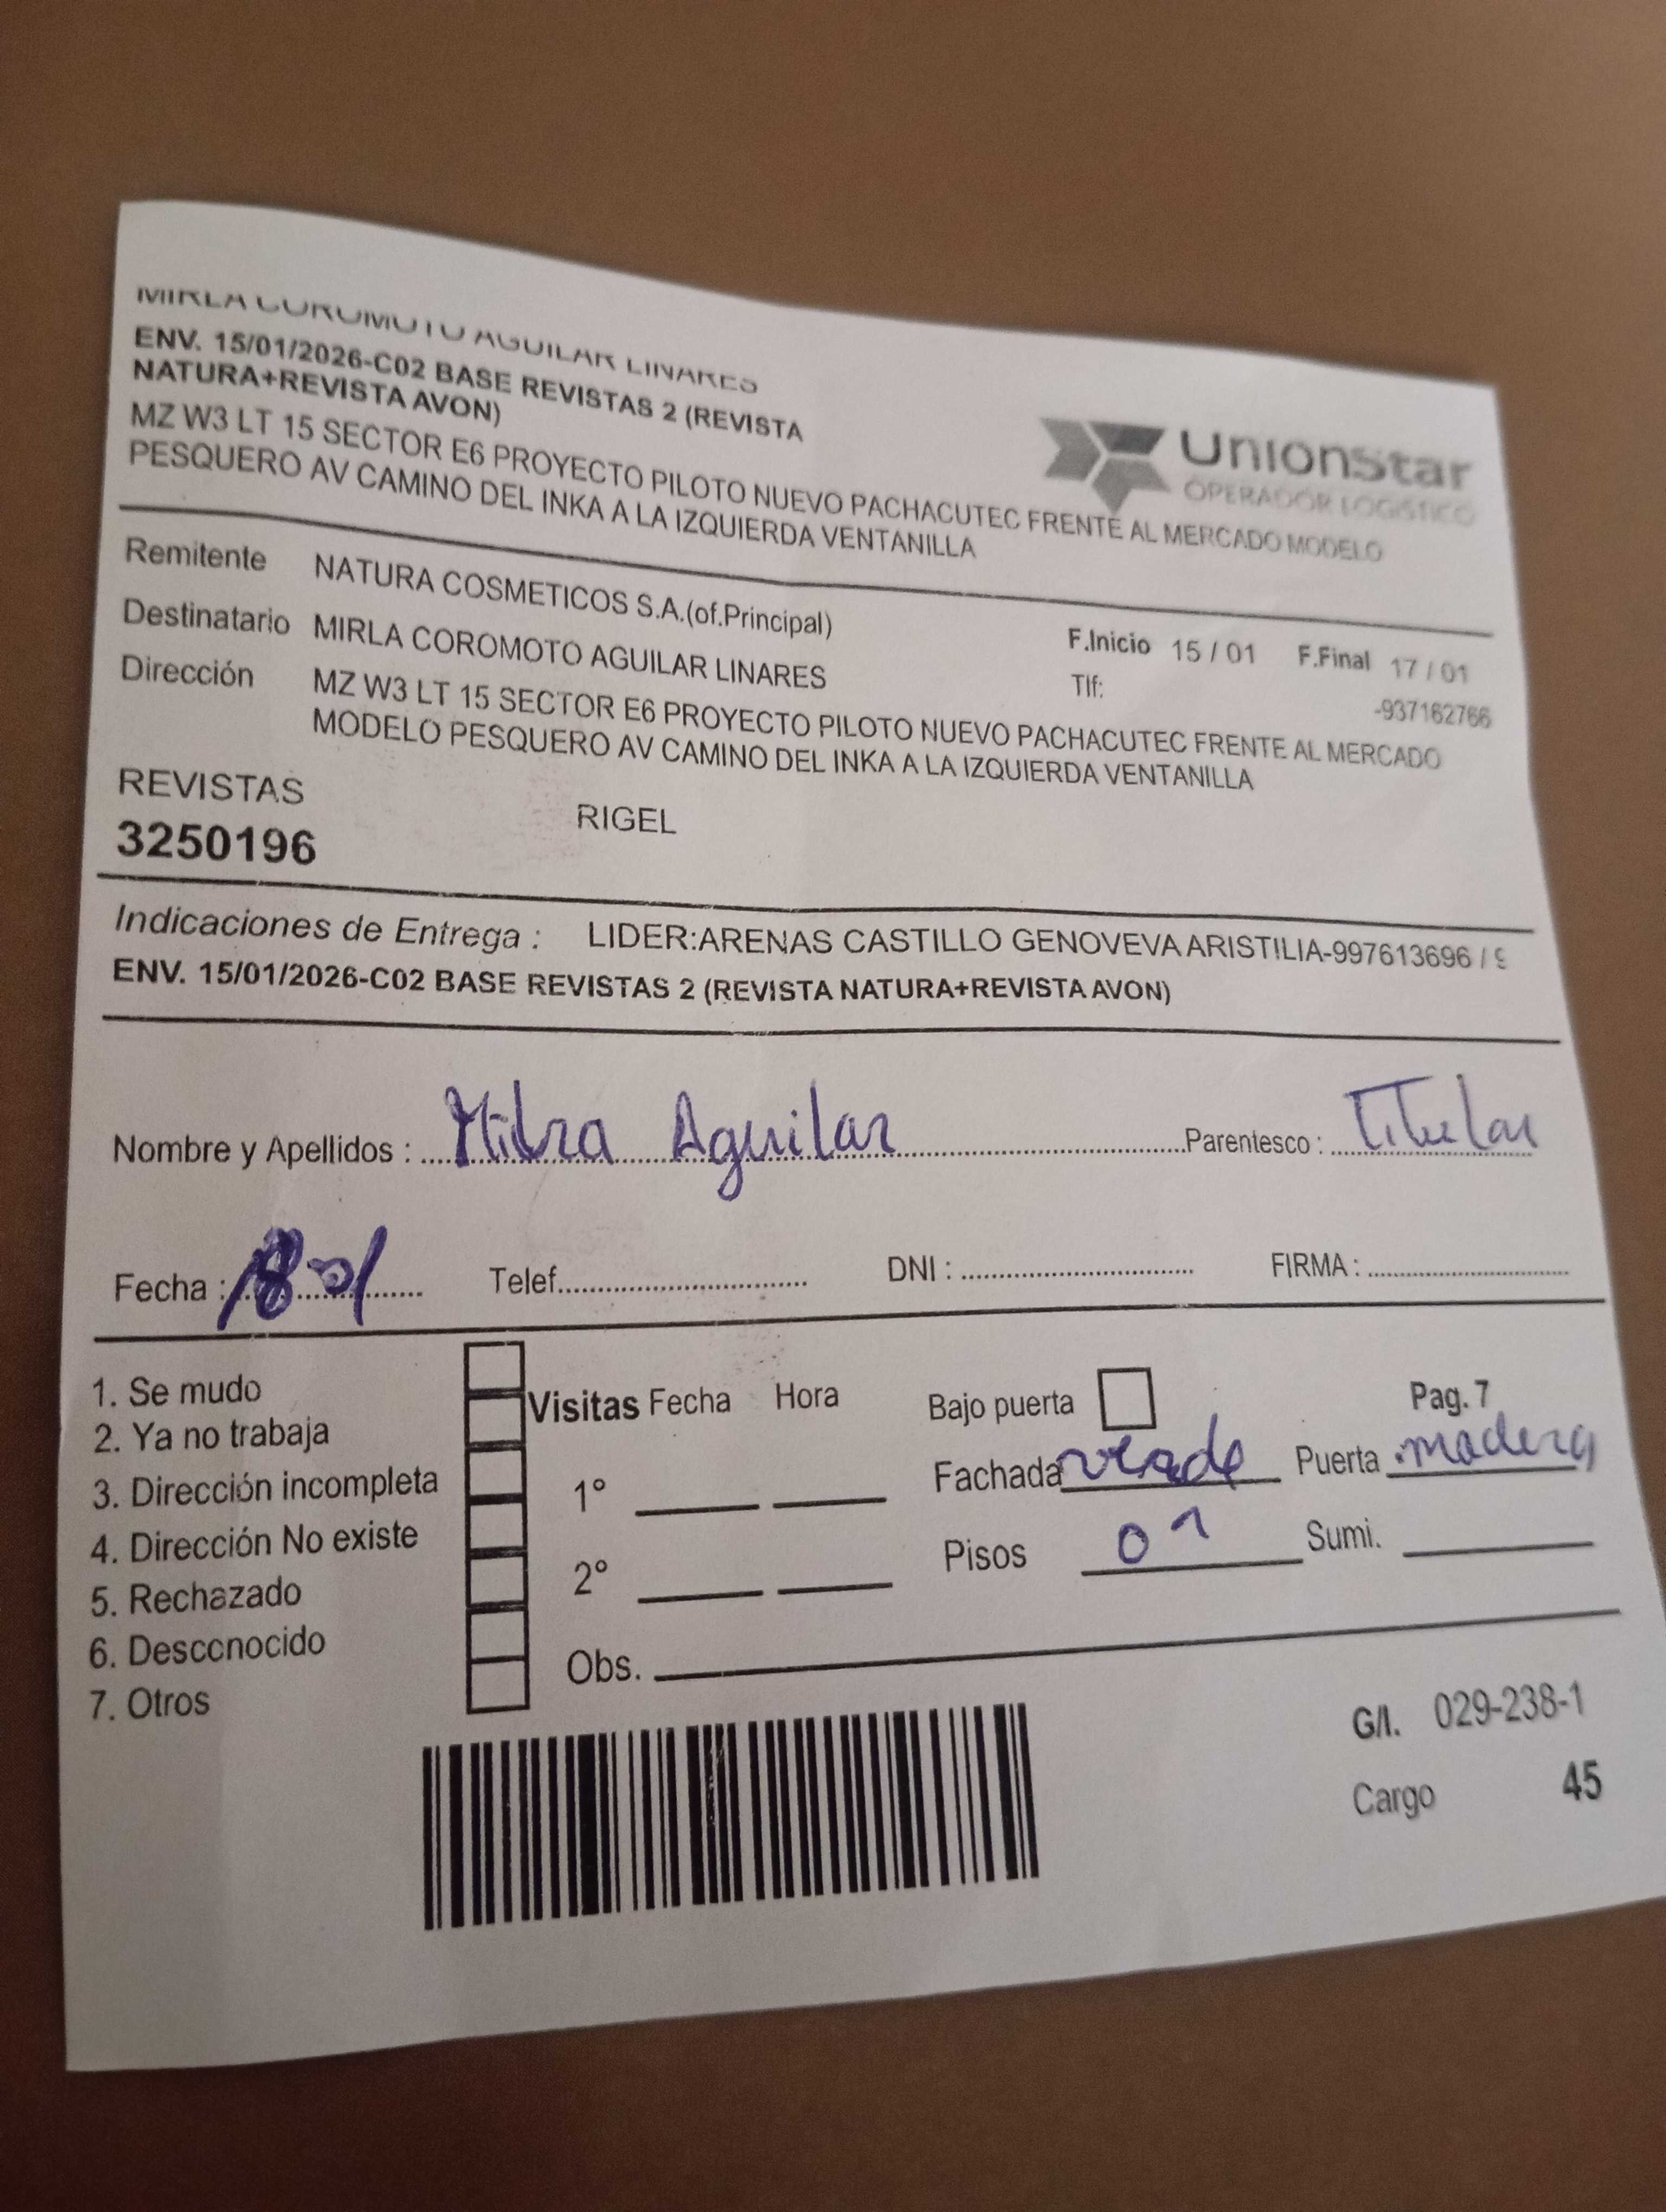 MIRLA COROMOTO AGUILAR LINARES
ENV. 15/01/2026-C02 BASE REVISTAS 2 (REVISTA
NATURA+REVISTA AVON)
MZ W3 LT 15 SECTOR E6 PROYECTO PILOTO NUEVO PACHACUTEC FRENTE AL MERCADO MODELO
PESQUERO AV CAMINO DEL INKA A LA IZQUIERDA VENTANILLA
UnionStar
OPERADOR LOGISTICO
Remitente NATURA COSMETICOS S.A.(of.Principal)
F.Inicio 15 / 01 F.Final 17 / 01
Destinatario MIRLA COROMOTO AGUILAR LINARES
Tlf: -937162766
Dirección MZ W3 LT 15 SECTOR E6 PROYECTO PILOTO NUEVO PACHACUTEC FRENTE AL MERCADO
MODELO PESQUERO AV CAMINO DEL INKA A LA IZQUIERDA VENTANILLA
REVISTAS
RIGEL
3250196
Indicaciones de Entrega : LIDER:ARENAS CASTILLO GENOVEVA ARISTILIA-997613696 / 9
ENV. 15/01/2026-C02 BASE REVISTAS 2 (REVISTA NATURA+REVISTA AVON)
Nombre y Apellidos : Milra Aguilar Parentesco : Titular
Fecha : 18 01 Telef. DNI : FIRMA :
1. Se mudo
2. Ya no trabaja
3. Dirección incompleta
4. Dirección No existe
5. Rechazado
6. Desconocido
7. Otros
Visitas Fecha Hora
1°
2°
Obs.
Bajo puerta Pag. 7
Fachada verde Puerta madera
Pisos 01 Sumi.
G/I. 029-238-1
Cargo 45